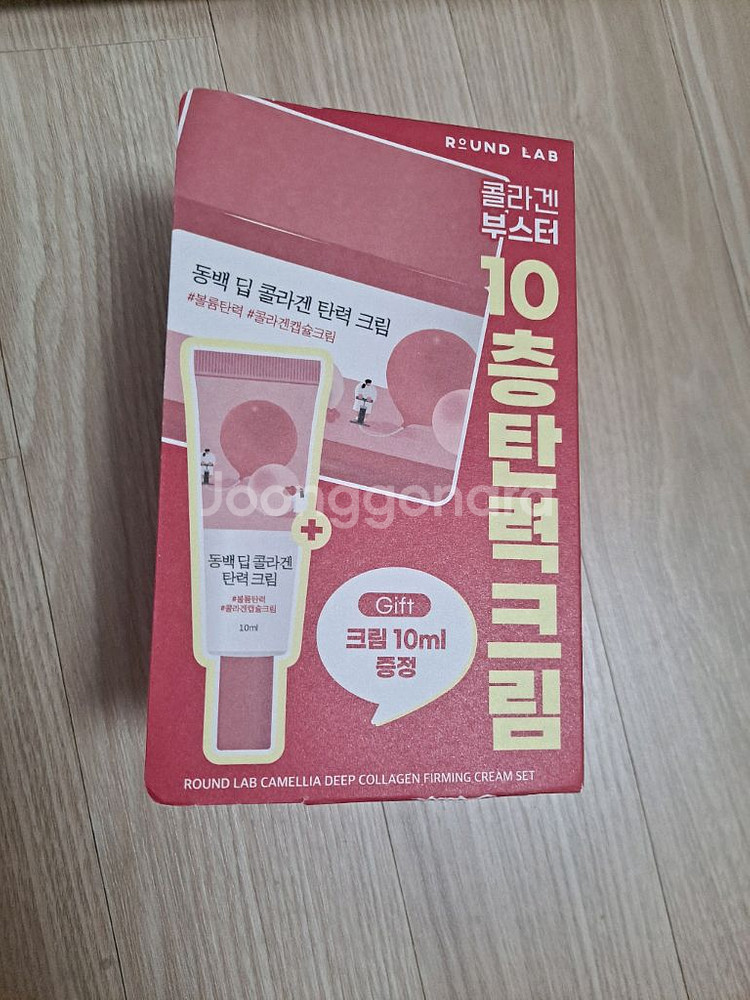 ROUND LAB
콜라겐
부스터
10층탄력크림
동백 딥 콜라겐 탄력 크림
#볼륨탄력 #콜라겐캡슐크림
동백 딥 콜라겐
탄력 크림
#볼륨탄력
#콜라겐캡슐크림
10ml
+
Gift
크림 10ml
증정
ROUND LAB CAMELLIA DEEP COLLAGEN FIRMING CREAM SET
Joonggonara